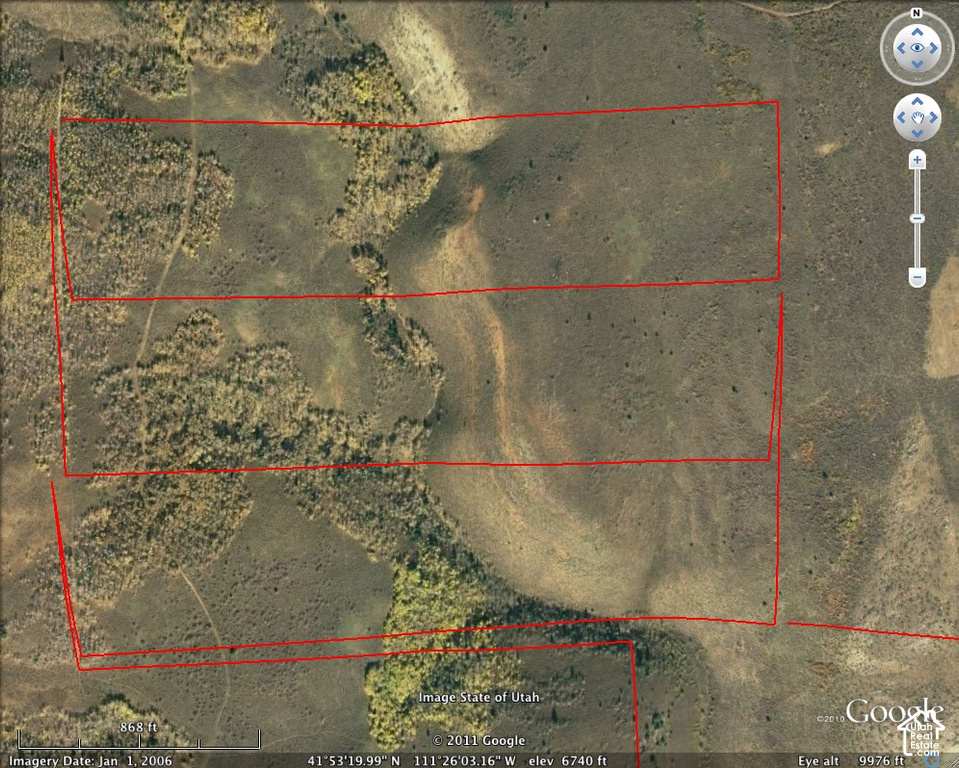 N
868 ft
Image State of Utah
© 2011 Google
©2010 Google
Utah
Real
Estate
.com
Imagery Date: Jan 1, 2006
41°53'19.99" N 111°26'03.16" W elev 6740 ft
Eye alt 9976 ft